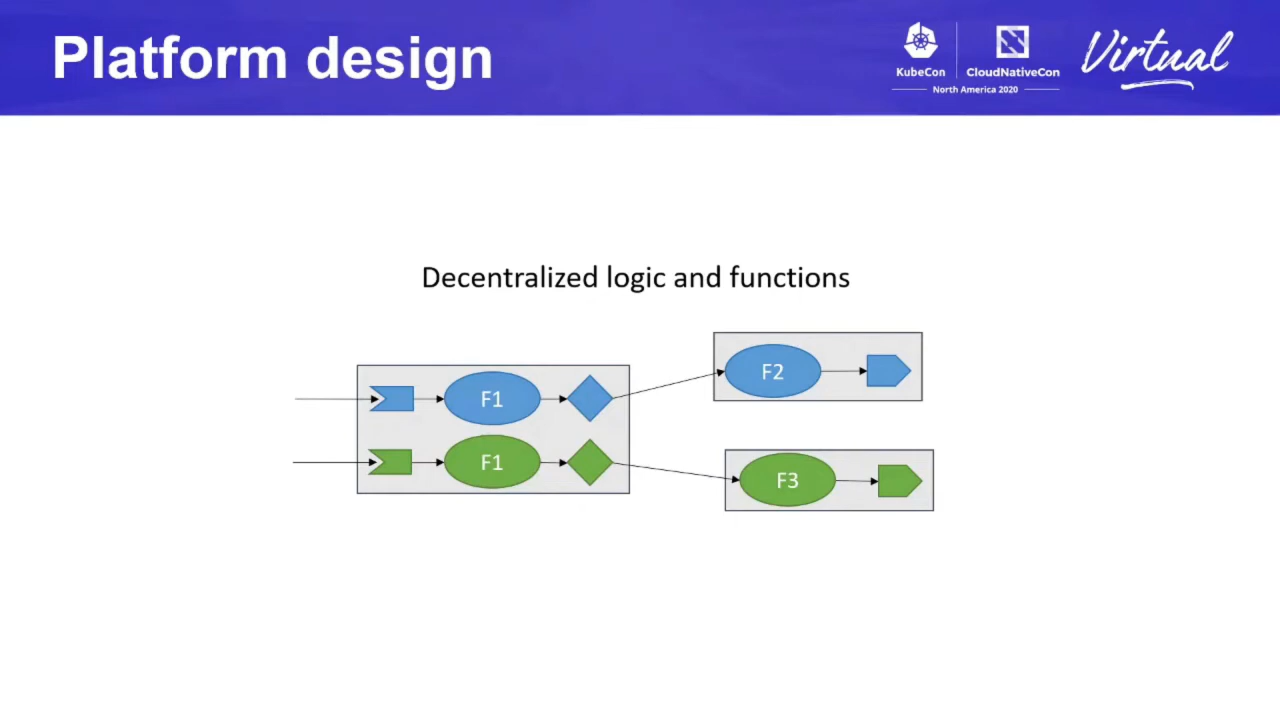 Platform design
KubeCon
CloudNativeCon
North America 2020
Virtual
Decentralized logic and functions
F1
F2
F1
F3